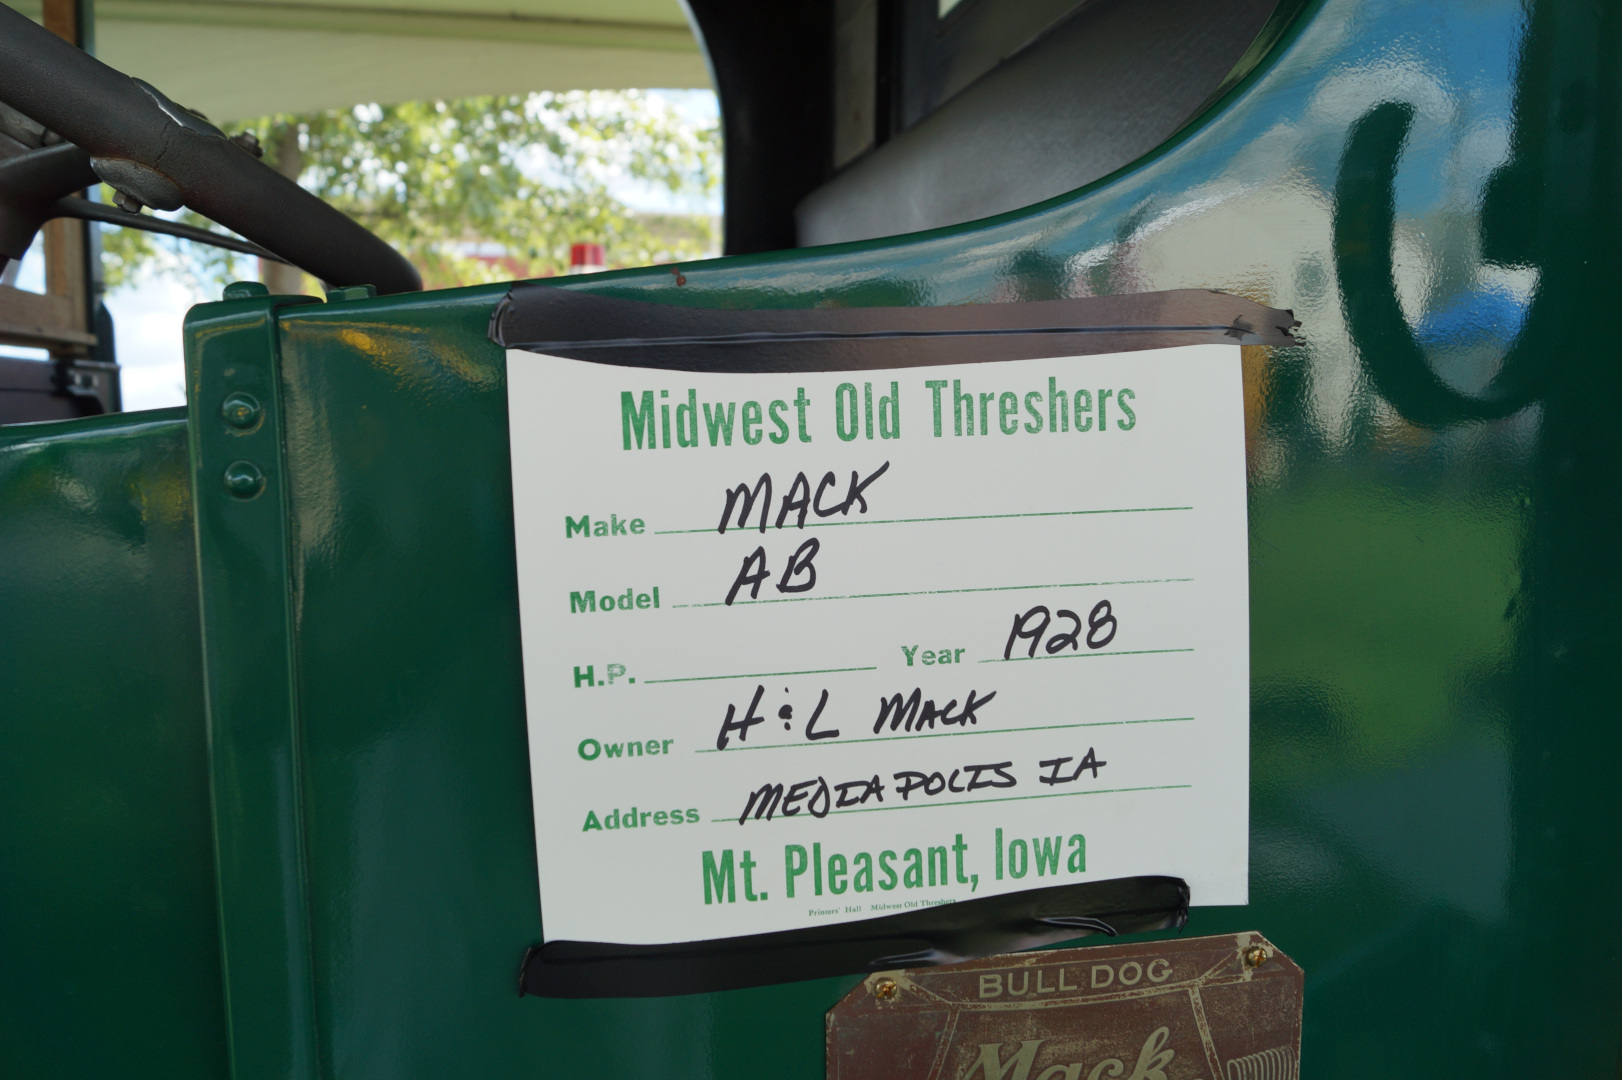 Midwest Old Threshers
Make MACK
Model AB
H.P. Year 1928
Owner H & L MACK
Address MEDIAPOLIS IA
Mt. Pleasant, Iowa
Printers' Hall Midwest Old Threshers
BULL DOG
Mack